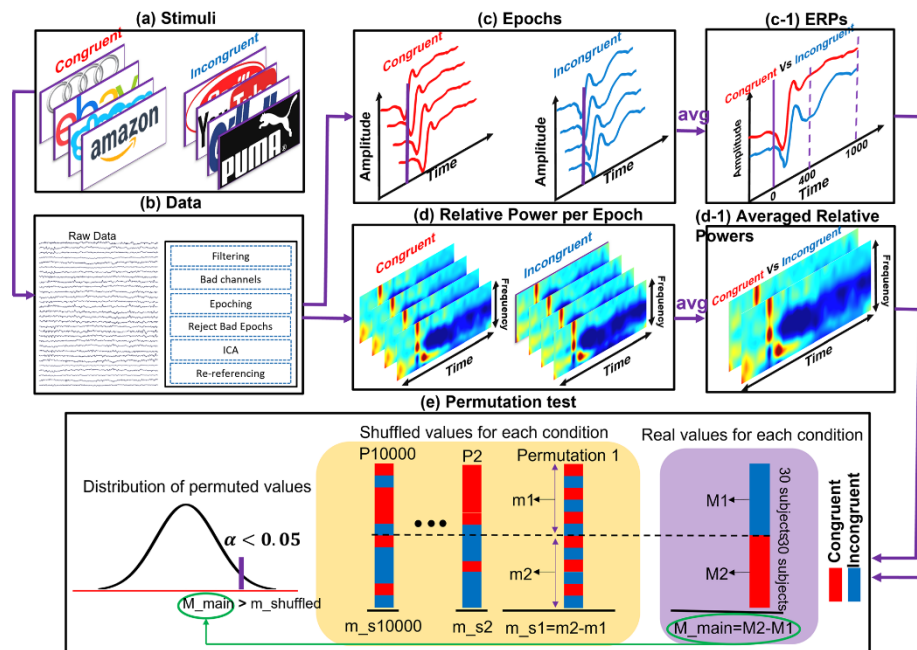 (a) Stimuli
Congruent
Incongruent
eb
amazon
You
PUMA®
(b) Data
Raw Data
Filtering
Bad channels
Epoching
Reject Bad Epochs
ICA
Re-referencing
(c) Epochs
Congruent
Incongruent
Amplitude
Time
Amplitude
Time
avg
(c-1) ERPs
Congruent Vs Incongruent
Amplitude
0
400
1000
Time
(d) Relative Power per Epoch
Congruent
Incongruent
Frequency
Time
Frequency
Time
avg
(d-1) Averaged Relative
Powers
Congruent Vs Incongruent
Frequency
Time
(e) Permutation test
Distribution of permuted values
α < 0.05
M_main > m_shuffled
Shuffled values for each condition
P10000
P2
Permutation 1
m1
m2
m_s10000
m_s2
m_s1=m2-m1
Real values for each condition
M1
M2
30 subjects
30 subjects
M_main=M2-M1
Congruent
Incongruent